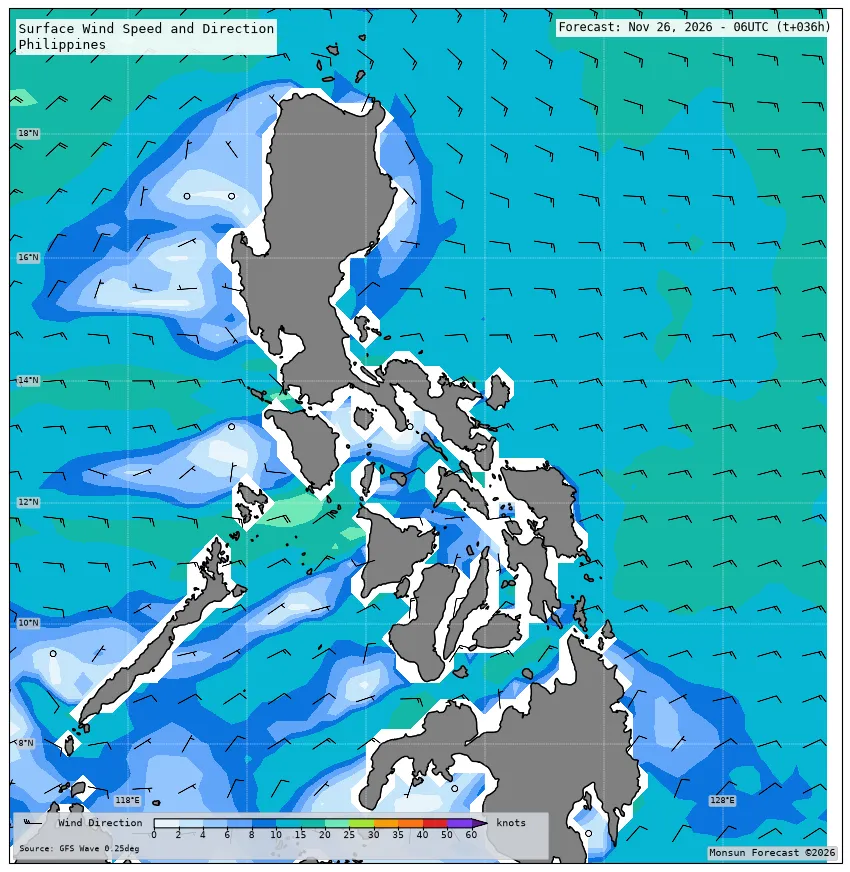 Surface Wind Speed and Direction
Philippines
Forecast: Nov 26, 2026 - 06UTC (t+036h)
18°N
16°N
14°N
12°N
10°N
8°N
118°E
128°E
Wind Direction
knots
0 2 4 6 8 10 15 20 25 30 35 40 50 60
Source: GFS Wave 0.25deg
Monsun Forecast ©2026